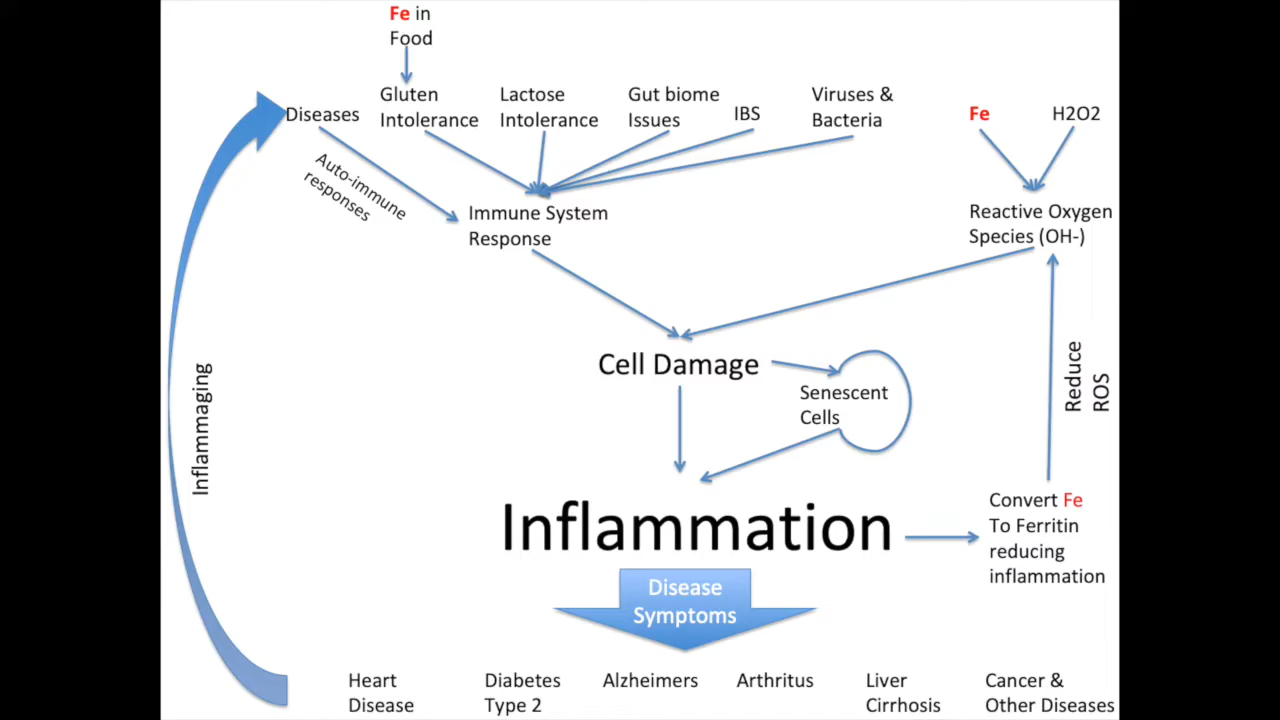 Fe in
Food
Diseases
Gluten
Intolerance
Lactose
Intolerance
Gut biome
Issues
IBS
Viruses &
Bacteria
Fe
H2O2
Auto-immune
responses
Immune System
Response
Reactive Oxygen
Species (OH-)
Cell Damage
Senescent
Cells
Reduce
ROS
Inflammaging
Inflammation
Convert Fe
To Ferritin
reducing
inflammation
Disease
Symptoms
Heart
Disease
Diabetes
Type 2
Alzheimers
Arthritus
Liver
Cirrhosis
Cancer &
Other Diseases